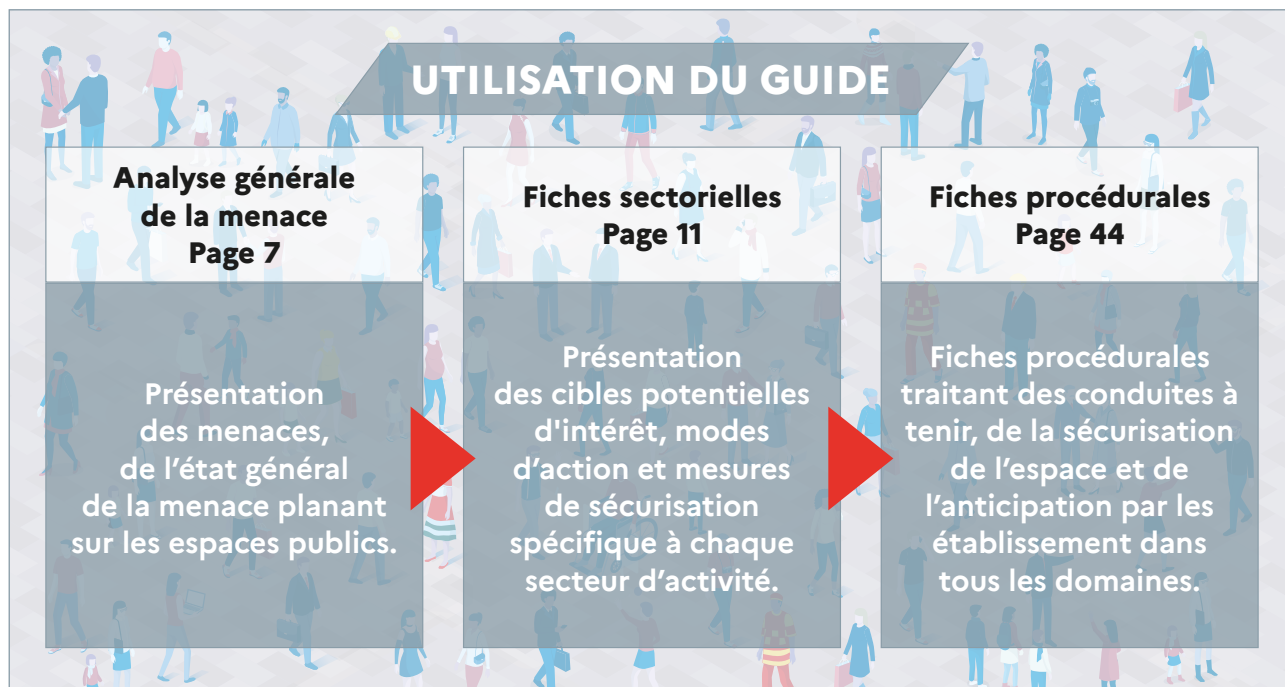 UTILISATION DU GUIDE
Analyse générale
de la menace
Page 7
Présentation
des menaces,
de l’état général
de la menace planant
sur les espaces publics.
Fiches sectorielles
Page 11
Présentation
des cibles potentielles
d'intérêt, modes
d’action et mesures
de sécurisation
spécifique à chaque
secteur d’activité.
Fiches procédurales
Page 44
Fiches procédurales
traitant des conduites à
tenir, de la sécurisation
de l’espace et de
l’anticipation par les
établissement dans
tous les domaines.